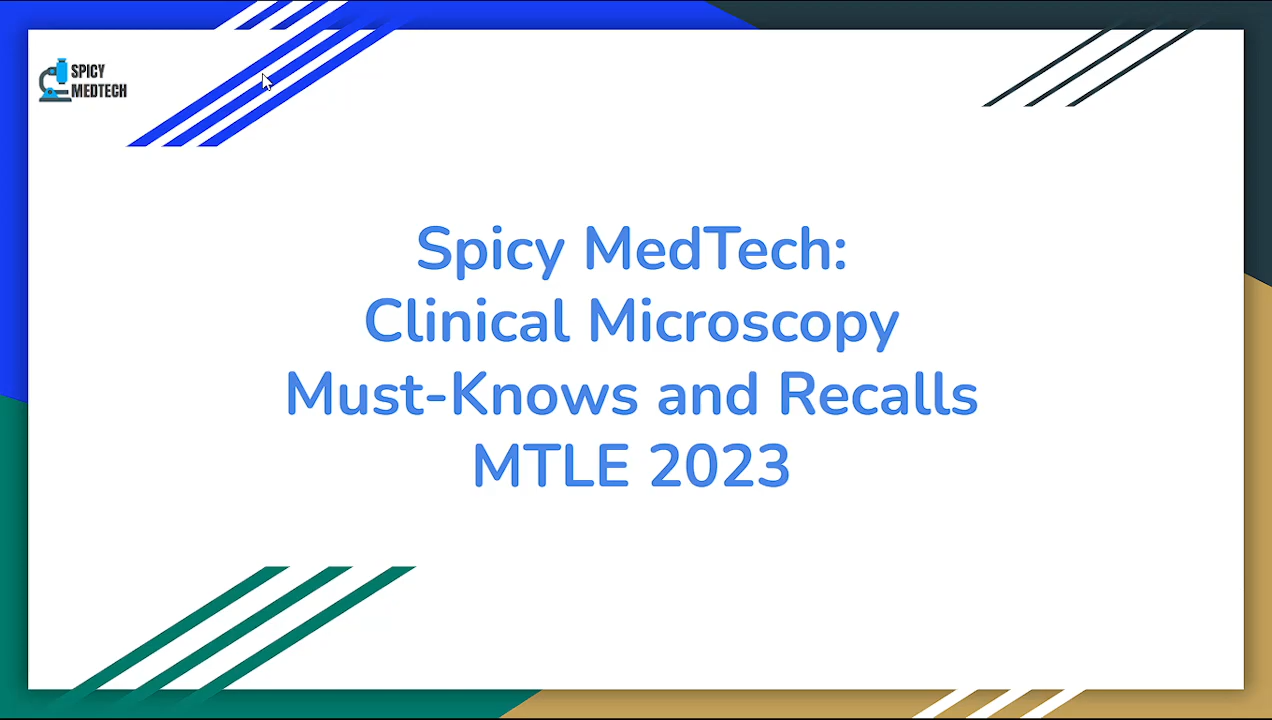 SPICY
MEDTECH
Spicy MedTech:
Clinical Microscopy
Must-Knows and Recalls
MTLE 2023